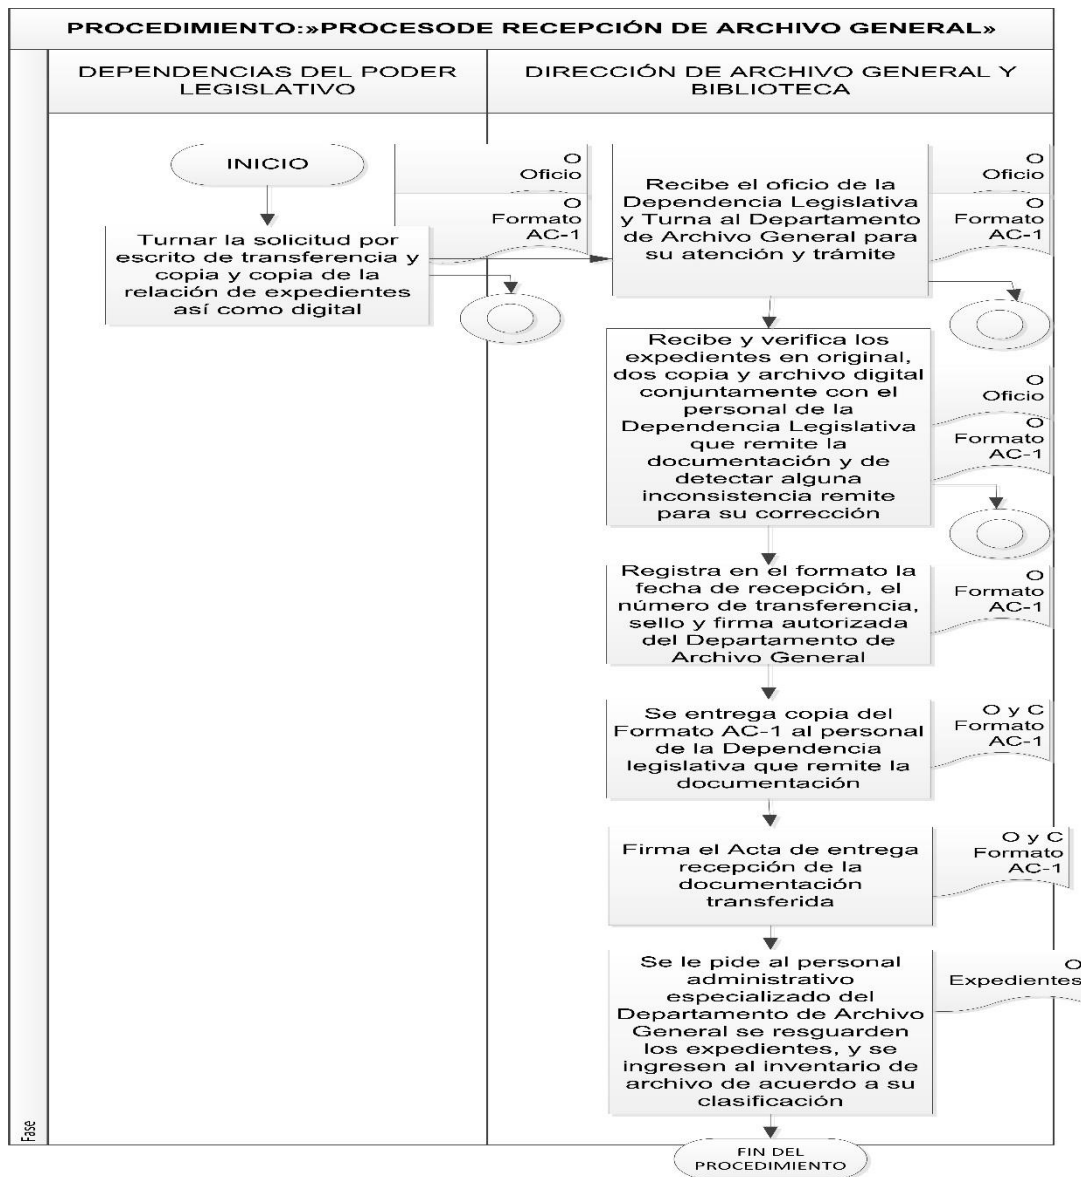 PROCEDIMIENTO:»PROCESODE RECEPCIÓN DE ARCHIVO GENERAL»
DEPENDENCIAS DEL PODER
LEGISLATIVO
DIRECCIÓN DE ARCHIVO GENERAL Y
BIBLIOTECA
INICIO
Turnar la solicitud por
escrito de transferencia y
copia y copia de la
relación de expedientes
así como digital
O
Oficio
O
Formato
AC-1
Recibe el oficio de la
Dependencia Legislativa
y Turna al Departamento
de Archivo General para
su atención y trámite
O
Oficio
O
Formato
AC-1
Recibe y verifica los
expedientes en original,
dos copia y archivo digital
conjuntamente con el
personal de la
Dependencia Legislativa
que remite la
documentación y de
detectar alguna
inconsistencia remite
para su corrección
O
Oficio
O
Formato
AC-1
Registra en el formato la
fecha de recepción, el
número de transferencia,
sello y firma autorizada
del Departamento de
Archivo General
O
Formato
AC-1
Se entrega copia del
Formato AC-1 al personal
de la Dependencia
legislativa que remite la
documentación
O y C
Formato
AC-1
Firma el Acta de entrega
recepción de la
documentación
transferida
O y C
Formato
AC-1
Se le pide al personal
administrativo
especializado del
Departamento de Archivo
General se resguarden
los expedientes, y se
ingresen al inventario de
archivo de acuerdo a su
clasificación
O
Expedientes
FIN DEL
PROCEDIMIENTO
Fase